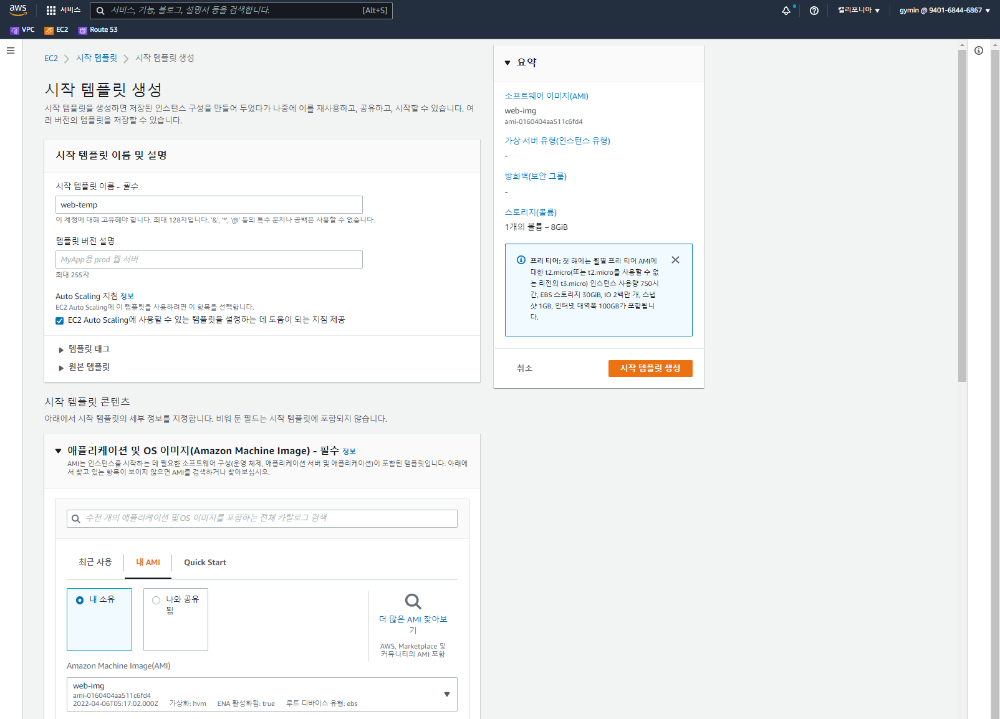 aws
서비스
서비스, 기능, 블로그, 설명서 등을 검색합니다.
[Alt+S]
캘리포니아 ▼
gymin @ 9401-6844-6867 ▼
VPC
EC2
Route 53
EC2
시작 템플릿
시작 템플릿 생성
시작 템플릿 생성
시작 템플릿을 생성하면 저장된 인스턴스 구성을 만들어 두었다가 나중에 이를 재사용하고, 공유하고, 시작할 수 있습니다. 여
러 버전의 템플릿을 저장할 수 있습니다.
시작 템플릿 이름 및 설명
시작 템플릿 이름 - 필수
web-temp
이 계정에 대해 고유해야 합니다. 최대 128자입니다. '&', '*', '@' 등의 특수 문자나 공백은 사용할 수 없습니다.
템플릿 버전 설명
MyApp용 prod 웹 서버
최대 255자
Auto Scaling 지침 정보
EC2 Auto Scaling에 이 템플릿을 사용하려면 이 항목을 선택합니다.
EC2 Auto Scaling에 사용할 수 있는 템플릿을 설정하는 데 도움이 되는 지침 제공
▶ 템플릿 태그
▶ 원본 템플릿
시작 템플릿 콘텐츠
아래에서 시작 템플릿의 세부 정보를 지정합니다. 비워 둔 필드는 시작 템플릿에 포함되지 않습니다.
▼ 애플리케이션 및 OS 이미지(Amazon Machine Image) - 필수 정보
AMI는 인스턴스를 시작하는 데 필요한 소프트웨어 구성(운영 체제, 애플리케이션 서버 및 애플리케이션)이 포함된 템플릿입니다. 아래에
서 찾고 있는 항목이 보이지 않으면 AMI를 검색하거나 찾아보십시오.
수천 개의 애플리케이션 및 OS 이미지를 포함하는 전체 카탈로그 검색
최근 사용
내 AMI
Quick Start
내 소유
나와 공유
됨
더 많은 AMI 찾아보
기
AWS, Marketplace 및
커뮤니티의 AMI 포함
Amazon Machine Image(AMI)
web-img
ami-0160404aa511c6fd4
2022-04-06T05:17:02.000Z 가상화: hvm ENA 활성화됨: true 루트 디바이스 유형: ebs
▼ 요약
소프트웨어 이미지(AMI)
web-img
ami-0160404aa511c6fd4
가상 서버 유형(인스턴스 유형)
-
방화벽(보안 그룹)
-
스토리지(볼륨)
1개의 볼륨 – 8GiB
프리 티어: 첫 해에는 월별 프리 티어 AMI에
대한 t2.micro(또는 t2.micro를 사용할 수 없
는 리전의 t3.micro) 인스턴스 사용량 750시
간, EBS 스토리지 30GiB, IO 2백만 개, 스냅
샷 1GB, 인터넷 대역폭 100GB가 포함됩니
다.
취소
시작 템플릿 생성